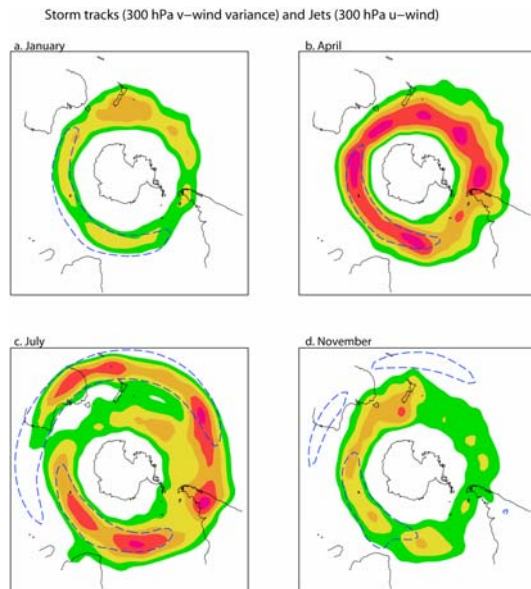 Storm tracks (300 hPa v−wind variance) and Jets (300 hPa u−wind)
a. January
b. April
c. July
d. November